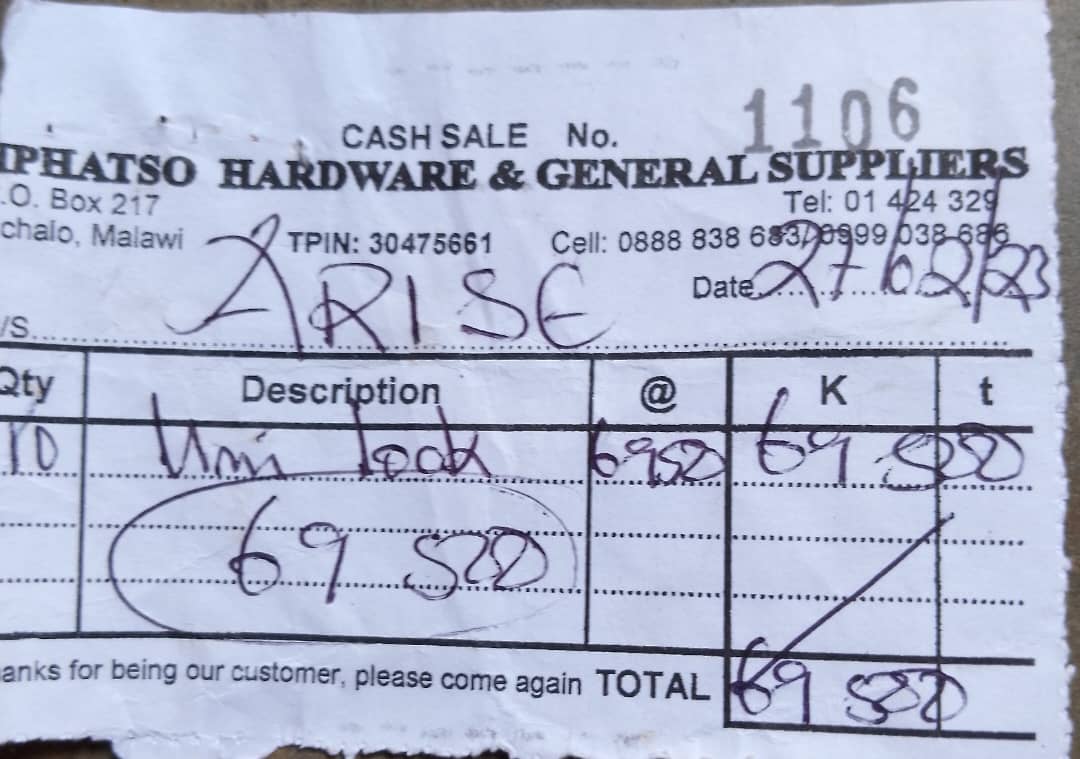 CASH SALE No. 1106
IPHATSO HARDWARE & GENERAL SUPPLIERS
.O. Box 217 Tel: 01 424 329
chalo, Malawi TPIN: 30475661 Cell: 0888 838 683/0999 038 686
ARISE Date 27/02/23
/S
Qty Description @ K t
10 Uni lock 6950 69 500
69 500
anks for being our customer, please come again TOTAL 69 500